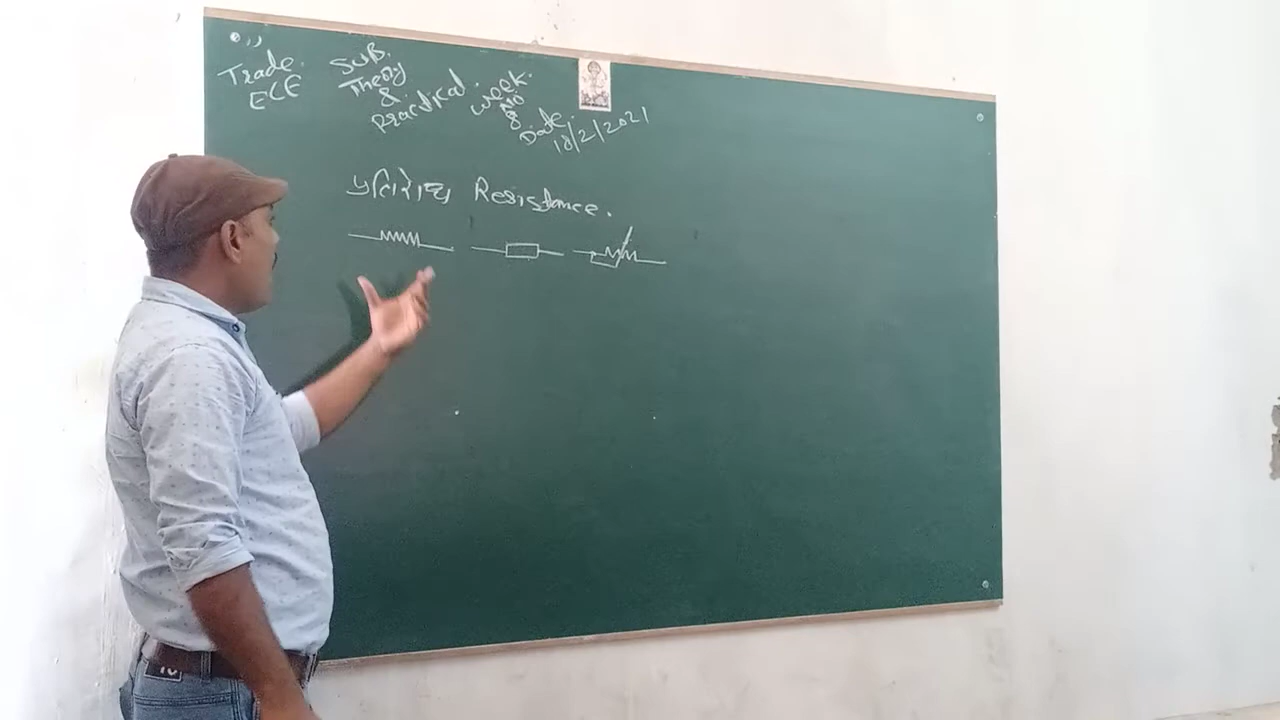 Trade. ECE
SUB. Theory & Practical.
Week No 8
Date. 18/2/2021
प्रतिरोध Resistance.